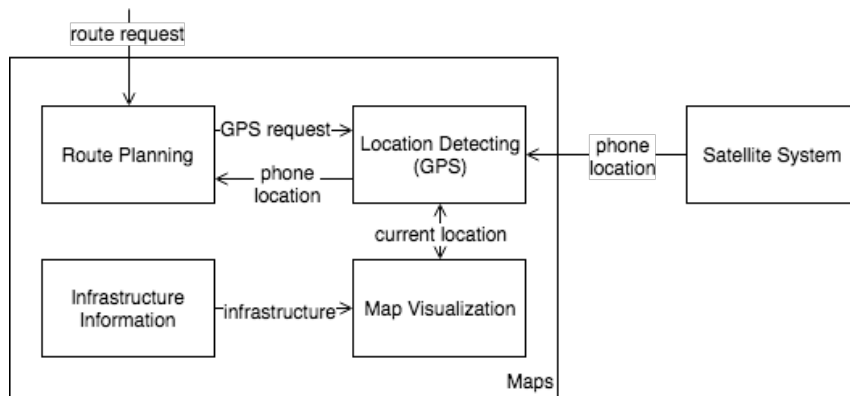 route request
Route Planning
GPS request
phone
location
Location Detecting
(GPS)
phone
location
Satellite System
current location
Infrastructure
Information
infrastructure
Map Visualization
Maps